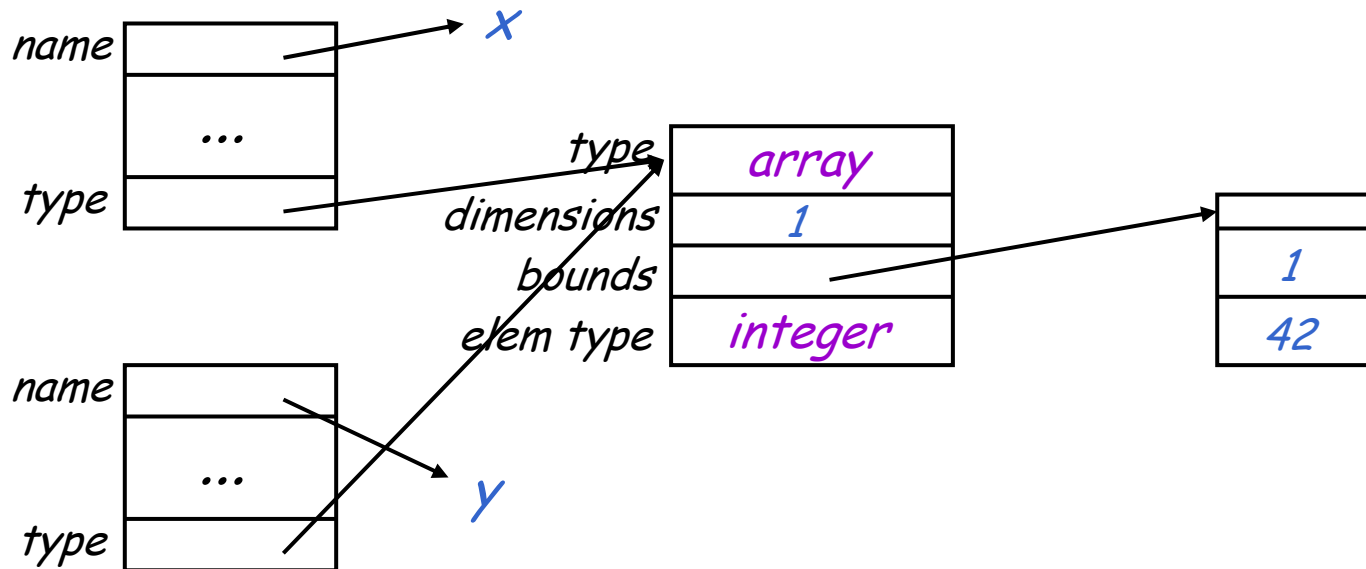 name
x
...
type
type
array
dimensions
1
bounds
elem type
integer
1
42
name
...
y
type